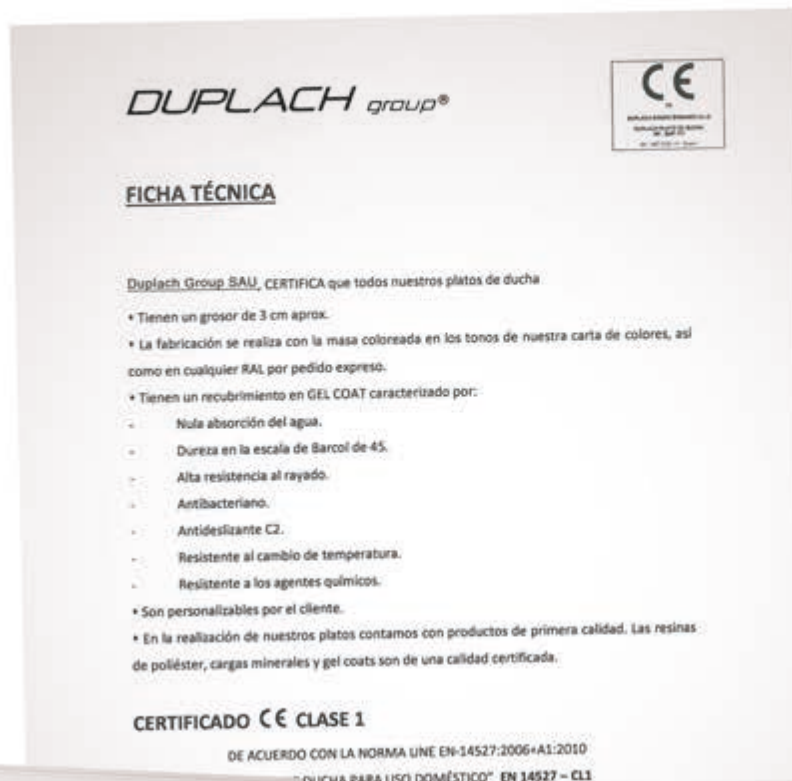 DUPLACH group®
CE
FICHA TÉCNICA
Duplach Group SAU, CERTIFICA que todos nuestros platos de ducha
• Tienen un grosor de 3 cm aprox.
• La fabricación se realiza con la masa coloreada en los tonos de nuestra carta de colores, así
como en cualquier RAL por pedido expreso.
• Tienen un recubrimiento en GEL COAT caracterizado por:
- Nula absorción del agua.
- Dureza en la escala de Barcol de 45.
- Alta resistencia al rayado.
- Antibacteriano.
- Antideslizante C2.
- Resistente al cambio de temperatura.
- Resistente a los agentes químicos.
• Son personalizables por el cliente.
• En la realización de nuestros platos contamos con productos de primera calidad. Las resinas
de poliéster, cargas minerales y gel coats son de una calidad certificada.
CERTIFICADO CE CLASE 1
DE ACUERDO CON LA NORMA UNE EN-14527:2006+A1:2010
DUCHA PARA USO DOMÉSTICO" EN 14527 – CL1